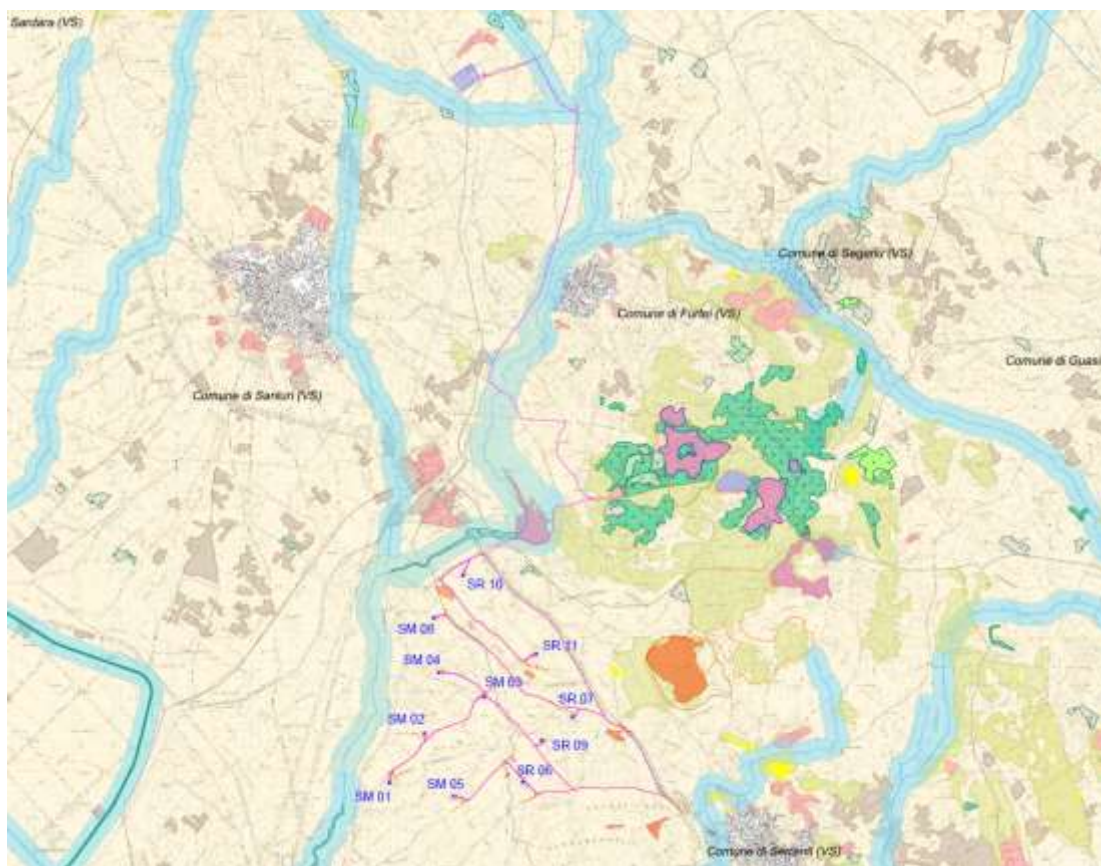 Sardara (VS)
Comune di Segariu (VS)
Comune di Furtei (VS)
Comune di Guasi
Comune di Sanluri (VS)
SR 10
SM 06
SR 11
SM 04
SM 03
SR 07
SM 02
SR 09
SR 06
SM 05
SM 01
Comune di Serrenti (VS)